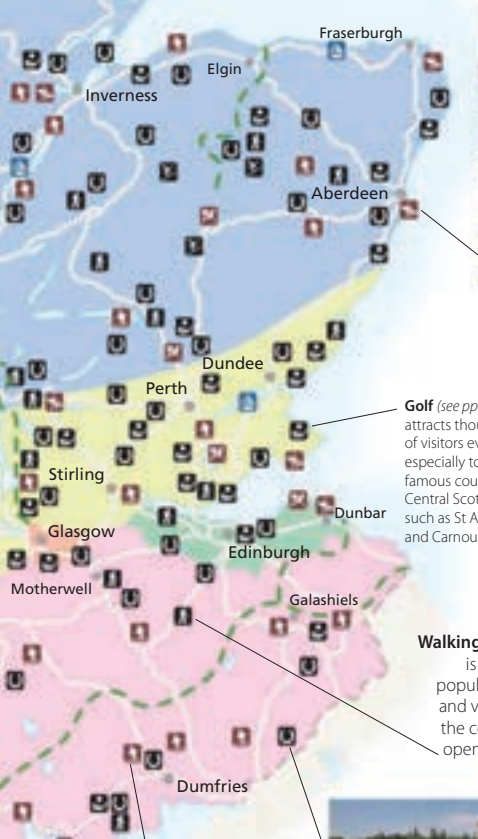 Fraserburgh
Elgin
Inverness
Aberdeen
Dundee
Perth
Golf (see pp
attracts thou
of visitors ev
especially to
famous cou
Central Scot
such as St A
and Carnou
Stirling
Dunbar
Glasgow
Edinburgh
Motherwell
Galashiels
Walking
is
popul
and v
the c
open
Dumfries